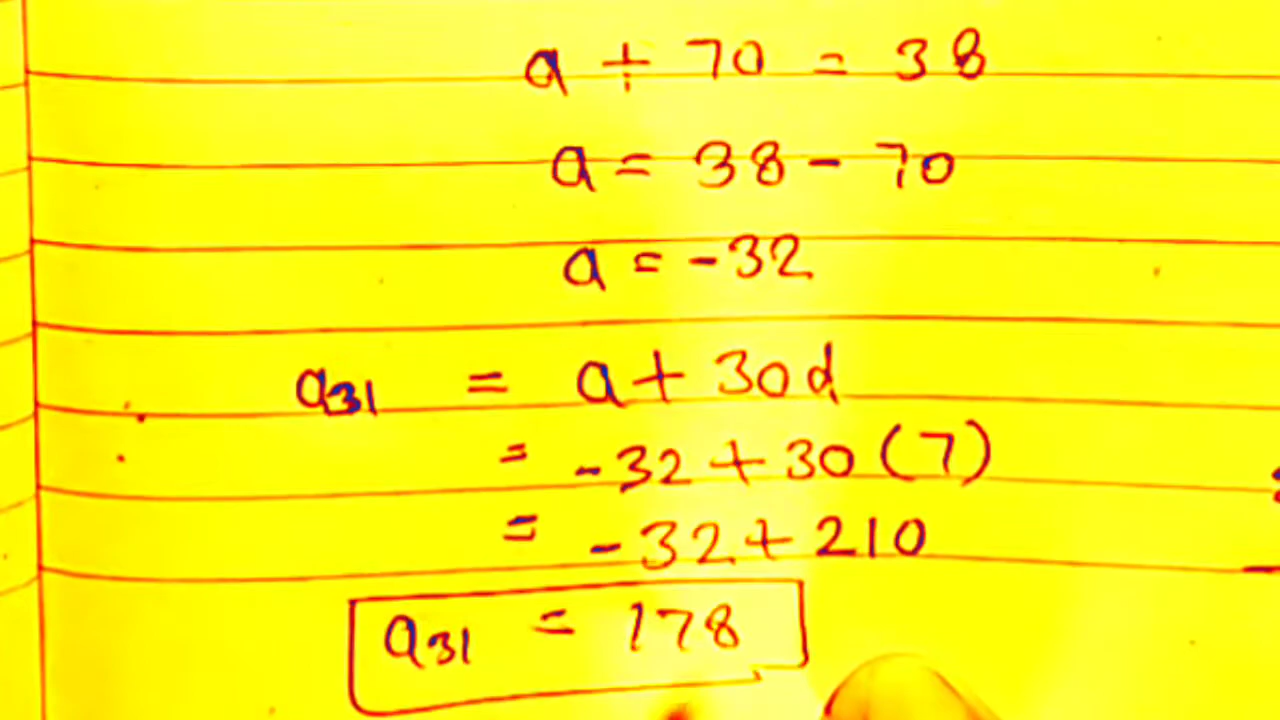 a + 70 = 38
a = 38 - 70
a = -32
a31 = a + 30d
= -32 + 30 (7)
= -32 + 210
a31 = 178